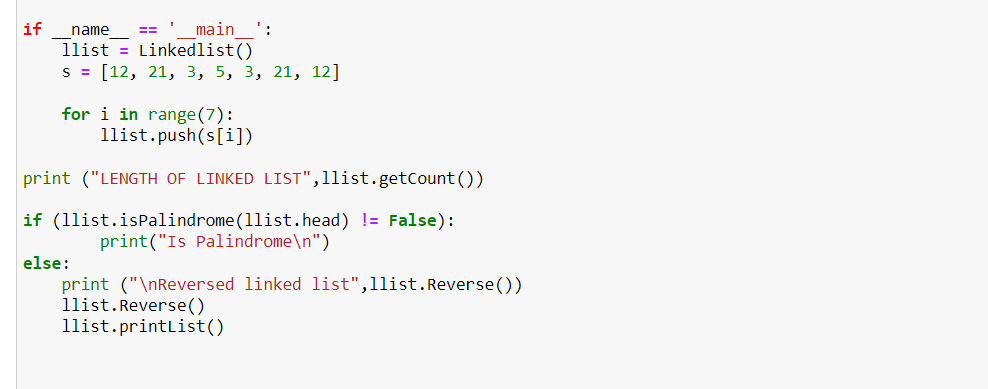 if __name__ == '__main__':
    llist = Linkedlist()
    s = [12, 21, 3, 5, 3, 21, 12]
    for i in range(7):
        llist.push(s[i])
print ("LENGTH OF LINKED LIST",llist.getCount())
if (llist.isPalindrome(llist.head) != False):
        print("Is Palindrome\n")
else:
    print ("\nReversed linked list",llist.Reverse())
    llist.Reverse()
    llist.printList()